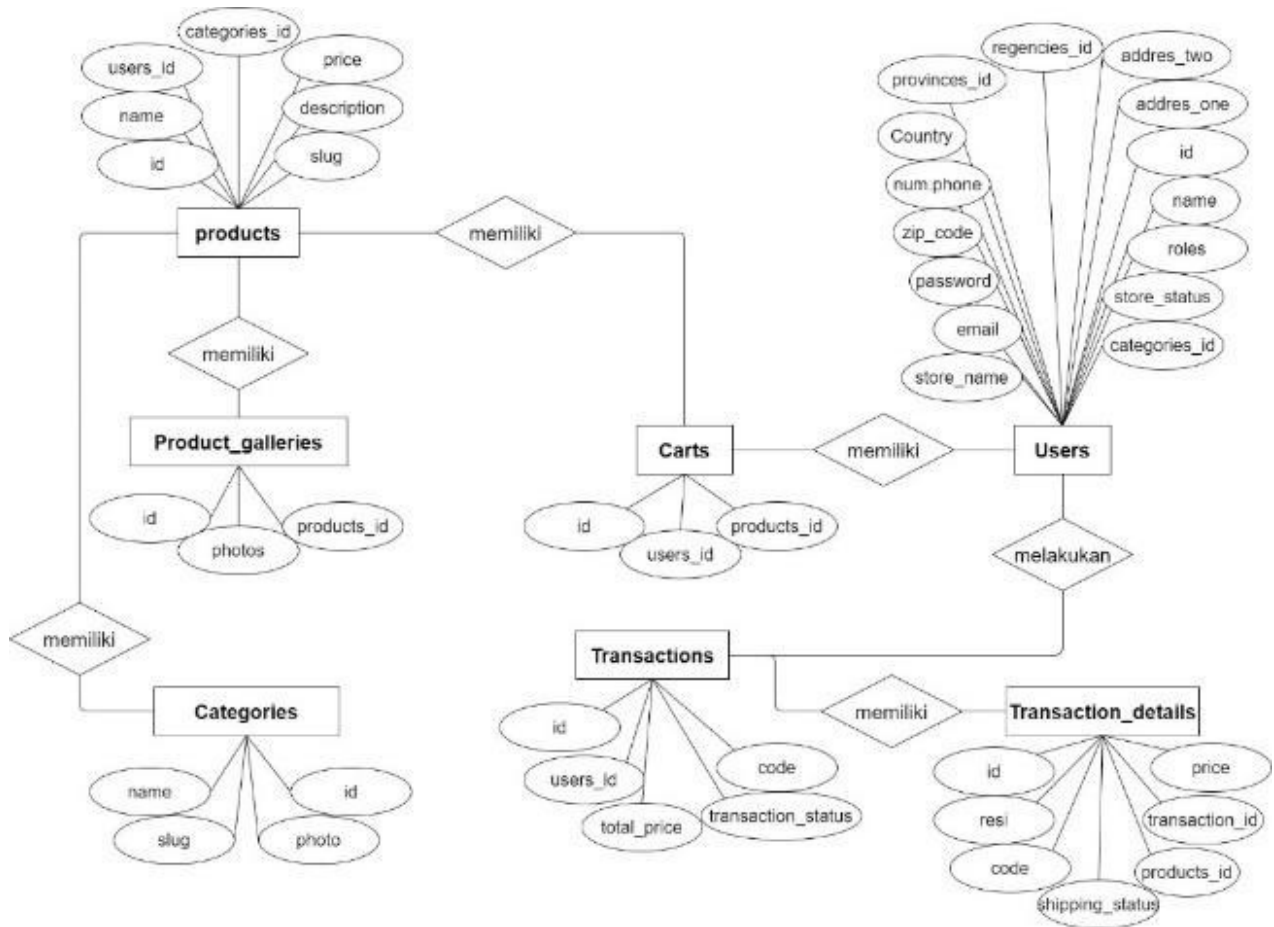 categories_id
users_id
price
name
description
id
slug
products
memiliki
memiliki
Product_galleries
id
photos
products_id
memiliki
Categories
name
slug
photo
id
regencies_id
addres_two
provinces_id
addres_one
Country
id
num.phone
name
zip_code
roles
password
store_status
email
categories_id
store_name
Carts
memiliki
Users
id
users_id
products_id
melakukan
Transactions
memiliki
Transaction_details
id
users_id
total_price
transaction_status
code
id
resi
code
shipping_status
products_id
transaction_id
price